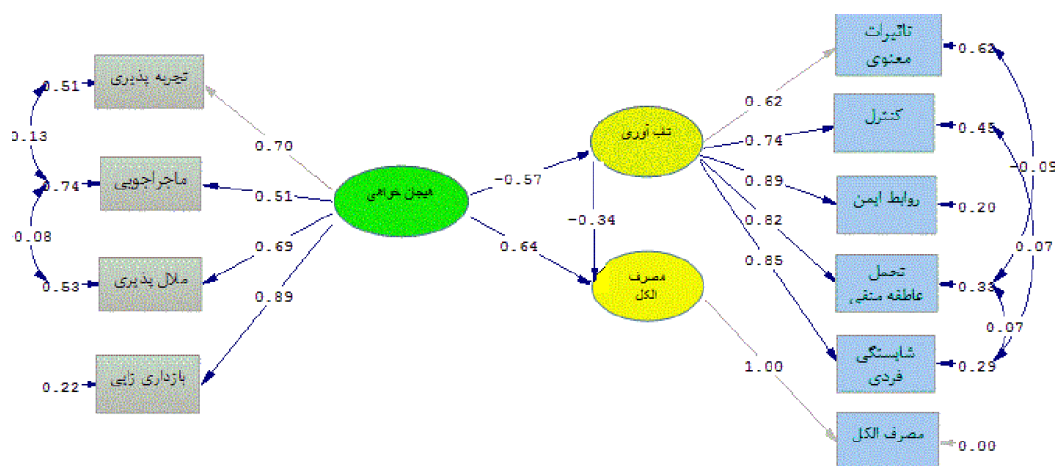 تاثیرات
معنوی
0.62
0.51
تجربه پذیری
0.62
کنترل
0.45
تاب آوری
0.74
0.13
0.70
-0.09
ماجراجویی
0.74
هیجان خواهی
-0.57
0.89
روابط ایمن
0.20
0.51
-0.34
0.82
0.07
-0.08
0.69
0.64
0.85
تحمل
عاطفه منفی
0.33
ملال پذیری
0.53
مصرف
الکل
0.89
0.07
شایستگی
فردی
0.29
بازداری زایی
0.22
1.00
مصرف الکل
0.00